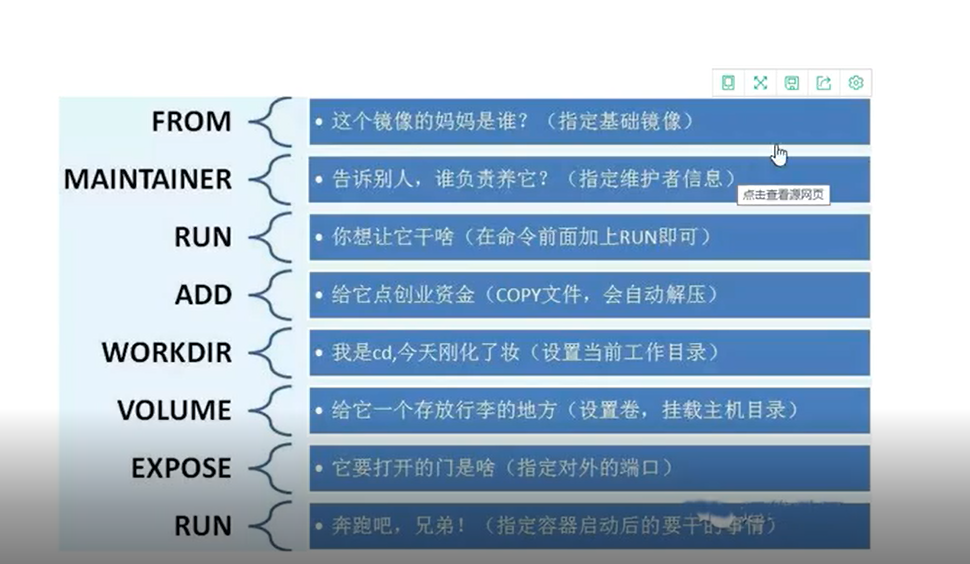 FROM
• 这个镜像的妈妈是谁？（指定基础镜像）
MAINTAINER
• 告诉别人，谁负责养它？（指定维护者信息）
点击查看源网页
RUN
• 你想让它干啥（在命令前面加上RUN即可）
ADD
• 给它点创业资金（COPY文件，会自动解压）
WORKDIR
• 我是cd,今天刚化了妆（设置当前工作目录）
VOLUME
• 给它一个存放行李的地方（设置卷，挂载主机目录）
EXPOSE
• 它要打开的门是啥（指定对外的端口）
RUN
• 奔跑吧，兄弟！（指定容器启动后的要干的事情）